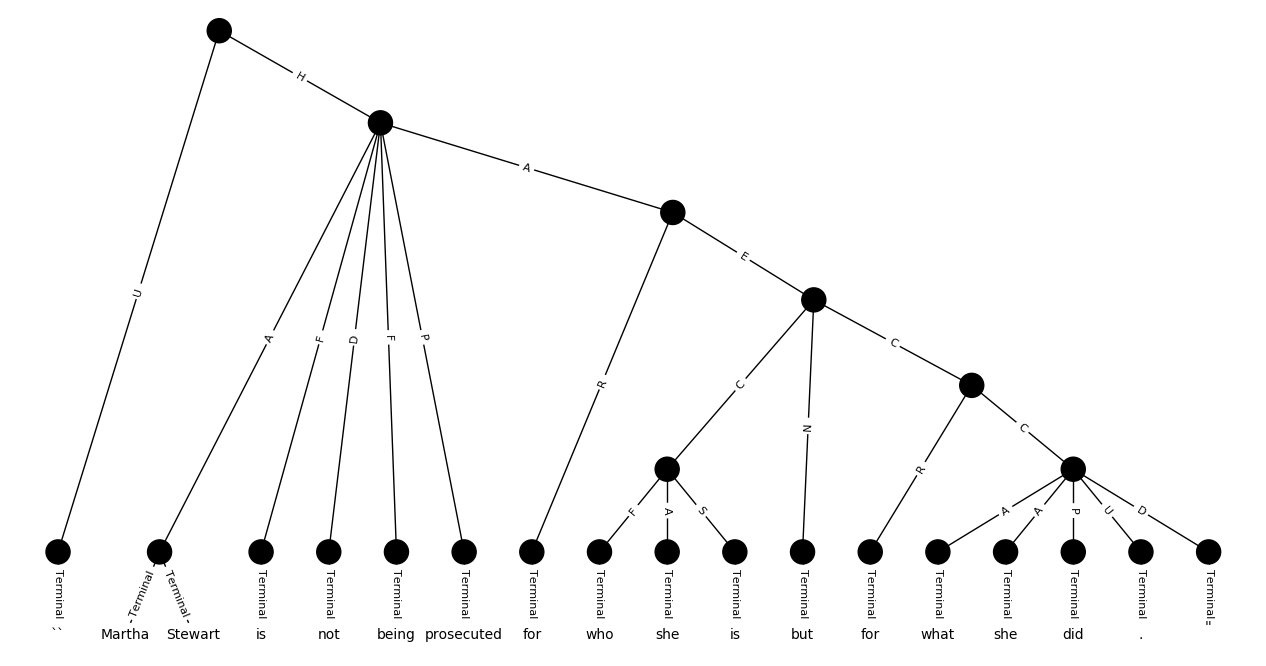 H
A
E
U
A
F
D
F
P
R
C
N
C
C
R
F
A
S
A
A
P
U
D
Terminal Terminal Terminal Terminal Terminal Terminal Terminal Terminal Terminal Terminal Terminal Terminal Terminal Terminal Terminal Terminal Terminal Terminal
`` Martha Stewart is not being prosecuted for who she is but for what she did . "